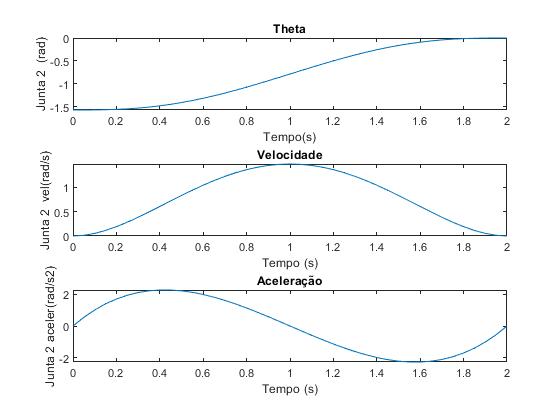 Theta
Junta 2  (rad)
0
-0.5
-1
-1.5
0 0.2 0.4 0.6 0.8 1 1.2 1.4 1.6 1.8 2
Tempo(s)
Velocidade
Junta 2  vel(rad/s)
1
0.5
0
0 0.2 0.4 0.6 0.8 1 1.2 1.4 1.6 1.8 2
Tempo (s)
Aceleração
Junta 2  aceler(rad/s2)
2
0
-2
0 0.2 0.4 0.6 0.8 1 1.2 1.4 1.6 1.8 2
Tempo (s)